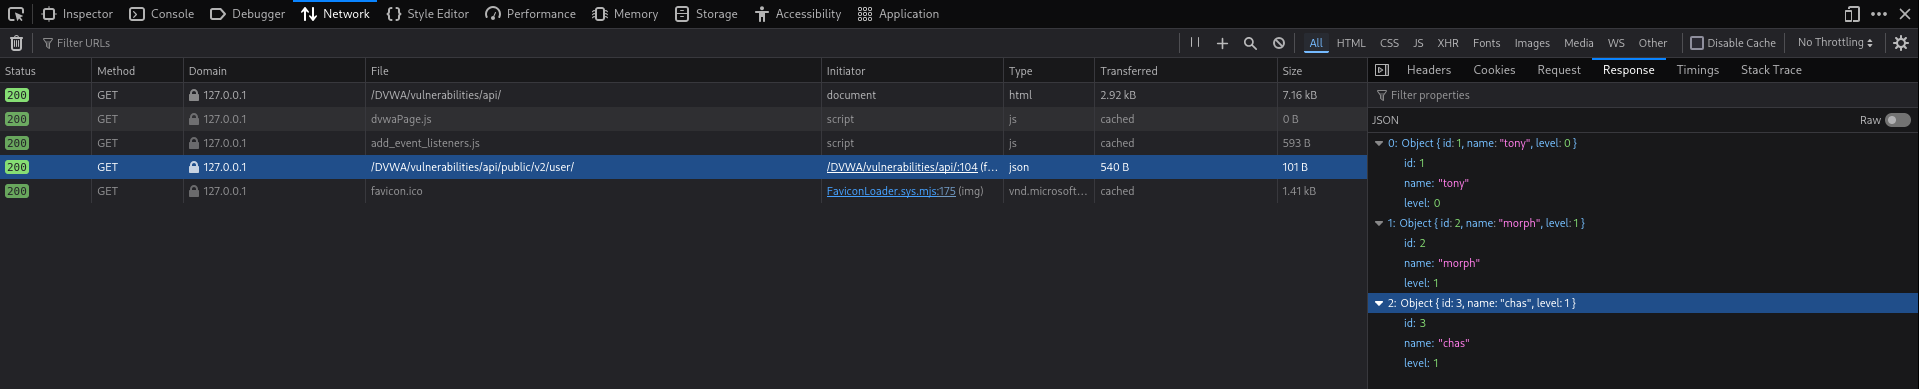 Inspector Console Debugger Network Style Editor Performance Memory Storage Accessibility Application
Filter URLs All HTML CSS JS XHR Fonts Images Media WS Other Disable Cache No Throttling
Status Method Domain File Initiator Type Transferred Size
200 GET 127.0.0.1 /DVWA/vulnerabilities/api/ document html 2.92 kB 7.16 kB
200 GET 127.0.0.1 dvwaPage.js script js cached 0 B
200 GET 127.0.0.1 add_event_listeners.js script js cached 593 B
200 GET 127.0.0.1 /DVWA/vulnerabilities/api/public/v2/user/ /DVWA/vulnerabilities/api/:104 (f… json 540 B 101 B
200 GET 127.0.0.1 favicon.ico FaviconLoader.sys.mjs:175 (img) vnd.microsoft… cached 1.41 kB
Headers Cookies Request Response Timings Stack Trace
Filter properties
JSON Raw
0: Object { id: 1, name: "tony", level: 0 }
id: 1
name: "tony"
level: 0
1: Object { id: 2, name: "morph", level: 1 }
id: 2
name: "morph"
level: 1
2: Object { id: 3, name: "chas", level: 1 }
id: 3
name: "chas"
level: 1